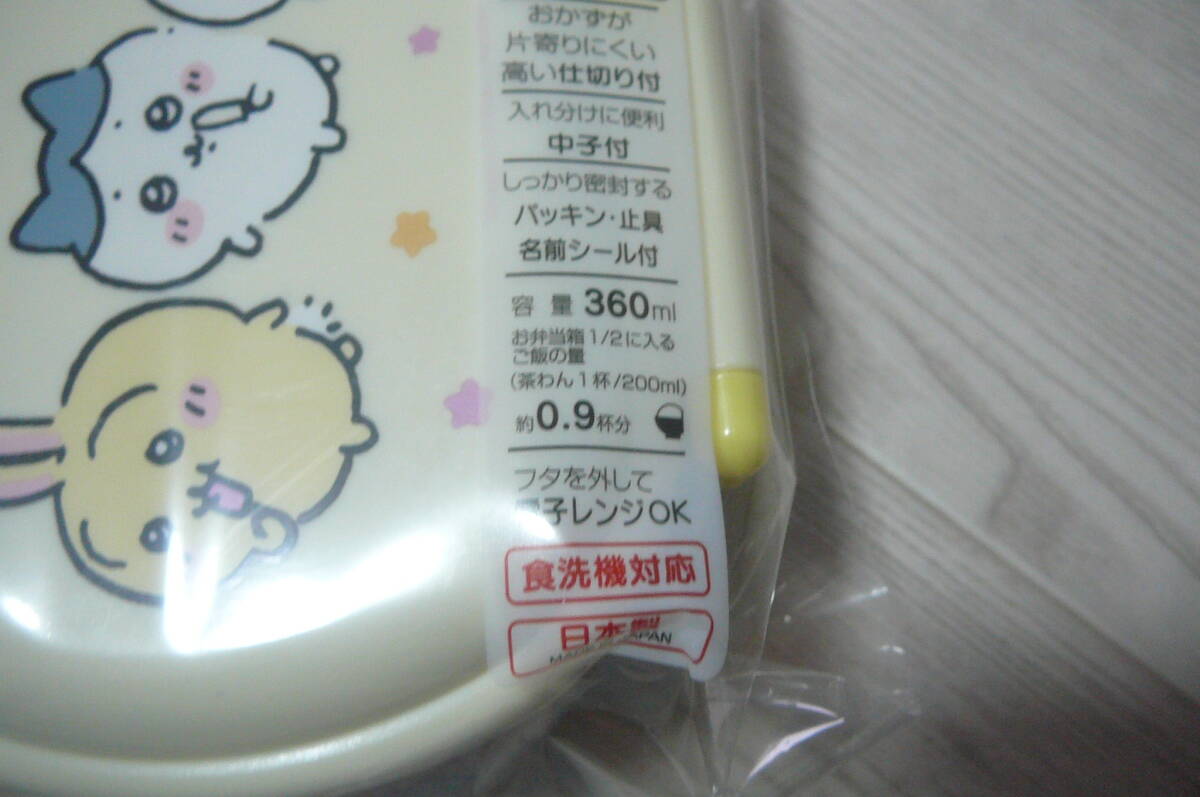 おかずが
片寄りにくい
高い仕切り付
入れ分けに便利
中子付
しっかり密封する
パッキン・止具
名前シール付
容量 360ml
お弁当箱1/2に入る
ご飯の量
(茶わん1杯/200ml)
約0.9杯分
フタを外して
電子レンジOK
食洗機対応
日本製
MADE IN JAPAN